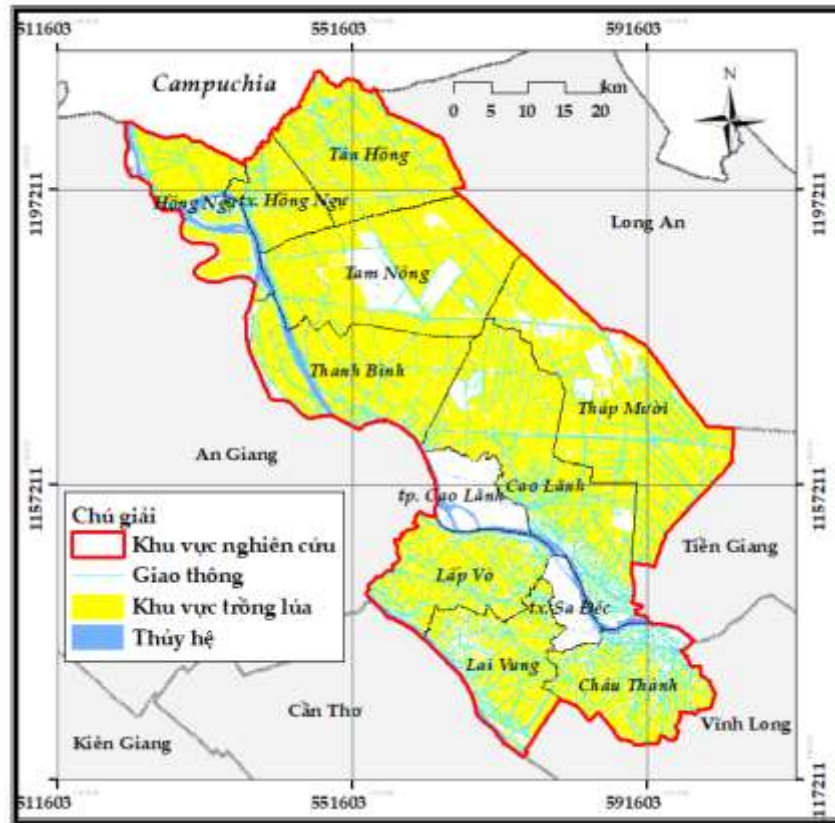 511603 551603 591603
Campuchia
N
km
0 5 10 15 20
Tân Hồng
1197211 1197211
Hồng Ngự tx. Hồng Ngự
Long An
Tam Nông
Thanh Bình
Tháp Mười
An Giang
1157211 1157211
tp. Cao Lãnh Cao Lãnh
Chú giải
Khu vực nghiên cứu
Giao thông
Khu vực trồng lúa
Thủy hệ
Tiền Giang
Lấp Vò
tx. Sa Đéc
Lai Vung
Châu Thành
Cần Thơ
Vĩnh Long
Kiên Giang
1117211
511603 551603 591603